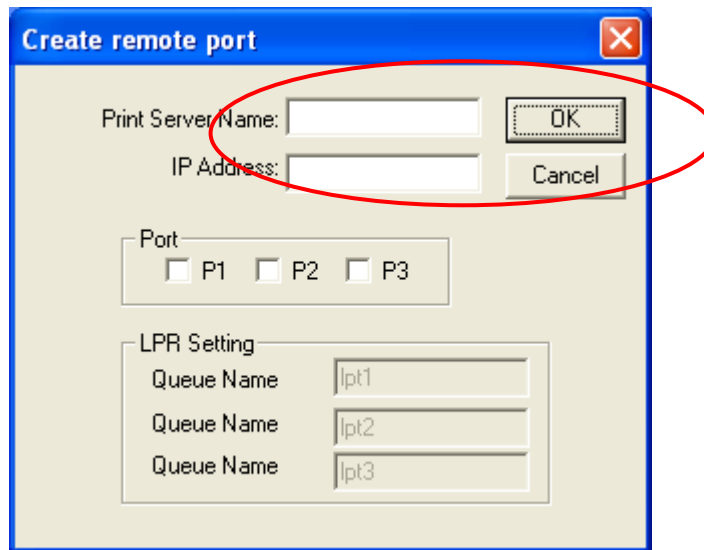 Create remote port
Print Server Name:
OK
IP Address:
Cancel
Port
P1 P2 P3
LPR Setting
Queue Name lpt1
Queue Name lpt2
Queue Name lpt3